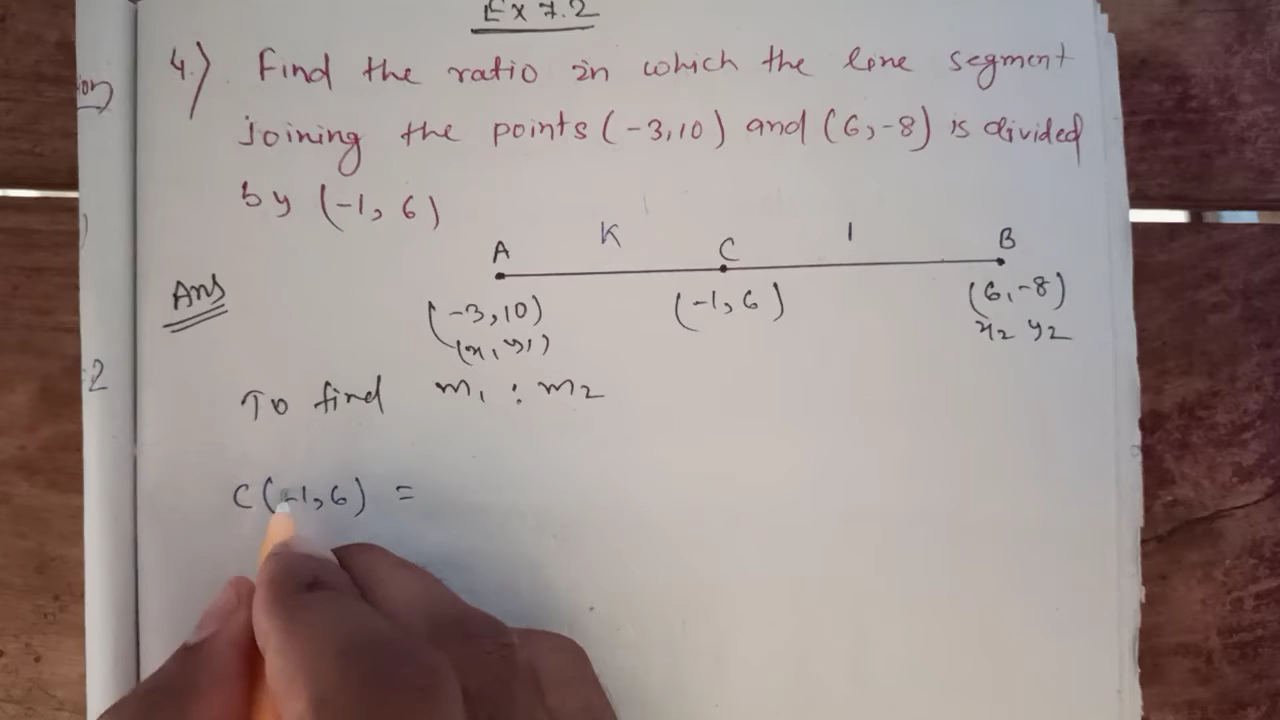 Ex 7.2
4.) Find the ratio in which the line segment
joining the points (-3,10) and (6,-8) is divided
by (-1, 6)
K 1
A C B
Ans
(-3,10) (-1,6) (6,-8)
(x1 y1) x2 y2
To find m1 : m2
:2
C(-1,6) =